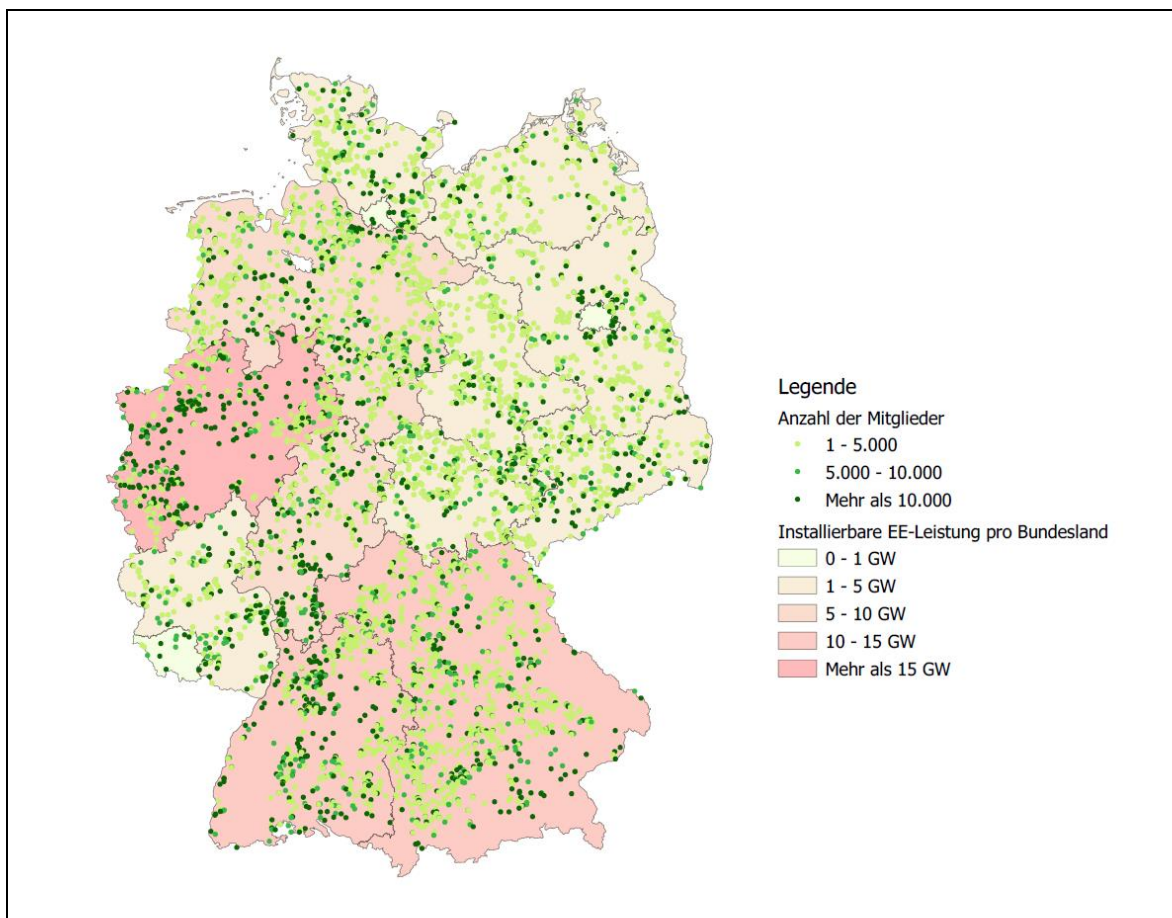 Legende
Anzahl der Mitglieder
1 - 5.000
5.000 - 10.000
Mehr als 10.000
Installierbare EE-Leistung pro Bundesland
0 - 1 GW
1 - 5 GW
5 - 10 GW
10 - 15 GW
Mehr als 15 GW